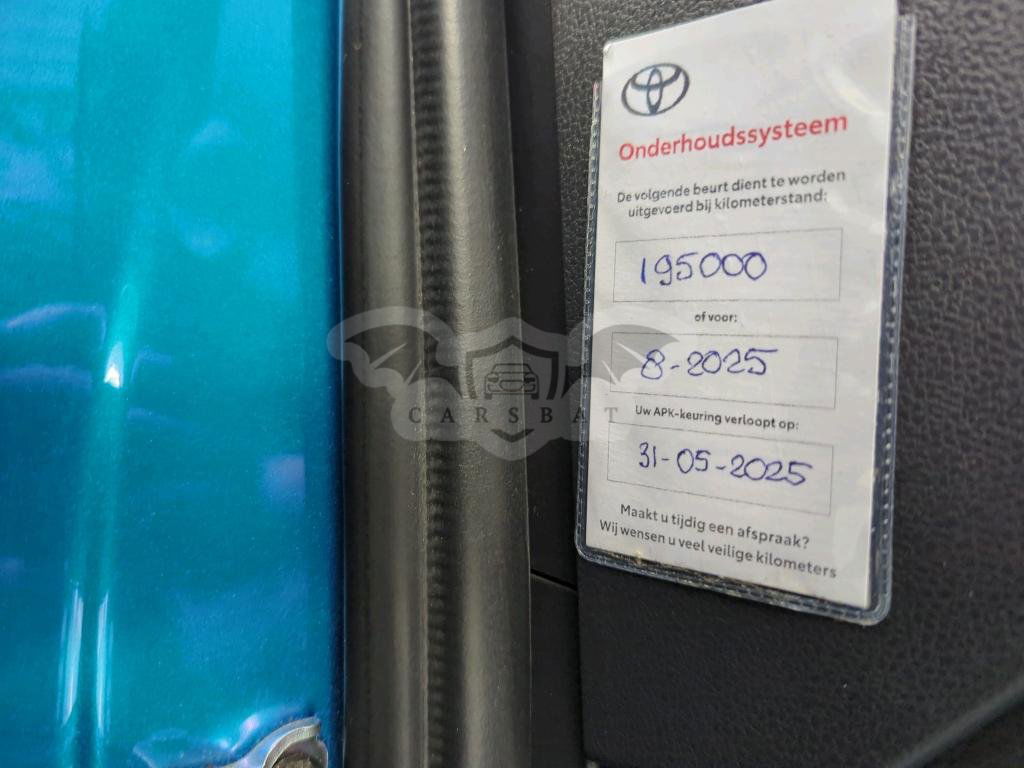 Onderhoudssysteem
De volgende beurt dient te worden
uitgevoerd bij kilometerstand:
195000
of voor:
8-2025
CARSBAT
Uw APK-keuring verloopt op:
31-05-2025
Maakt u tijdig een afspraak?
Wij wensen u veel veilige kilometers